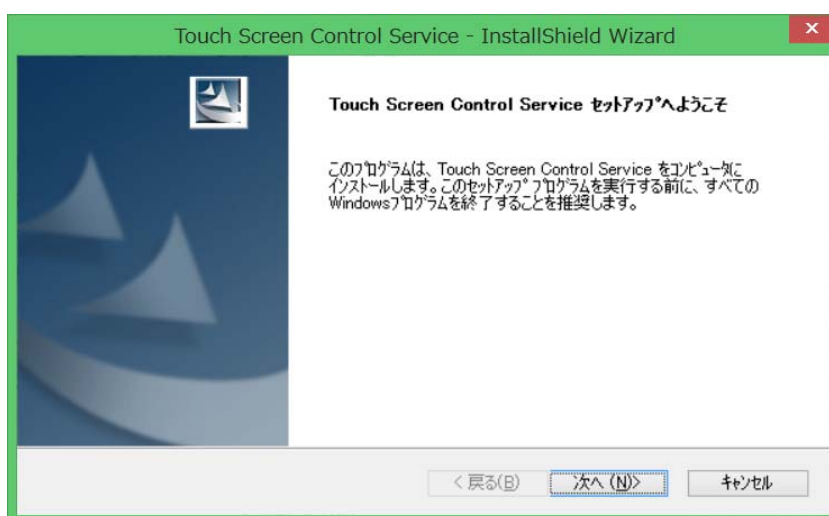 Touch Screen Control Service - InstallShield Wizard
x
Touch Screen Control Service ｾｯﾄｱｯﾌﾟへようこそ
このﾌﾟﾛｸﾞﾗﾑは、Touch Screen Control Service をｺﾝﾋﾟｭｰﾀに
ｲﾝｽﾄｰﾙします。このｾｯﾄｱｯﾌﾟ ﾌﾟﾛｸﾞﾗﾑを実行する前に、すべての
Windowsﾌﾟﾛｸﾞﾗﾑを終了することを推奨します。
< 戻る(B) 次へ (N)> ｷｬﾝｾﾙ